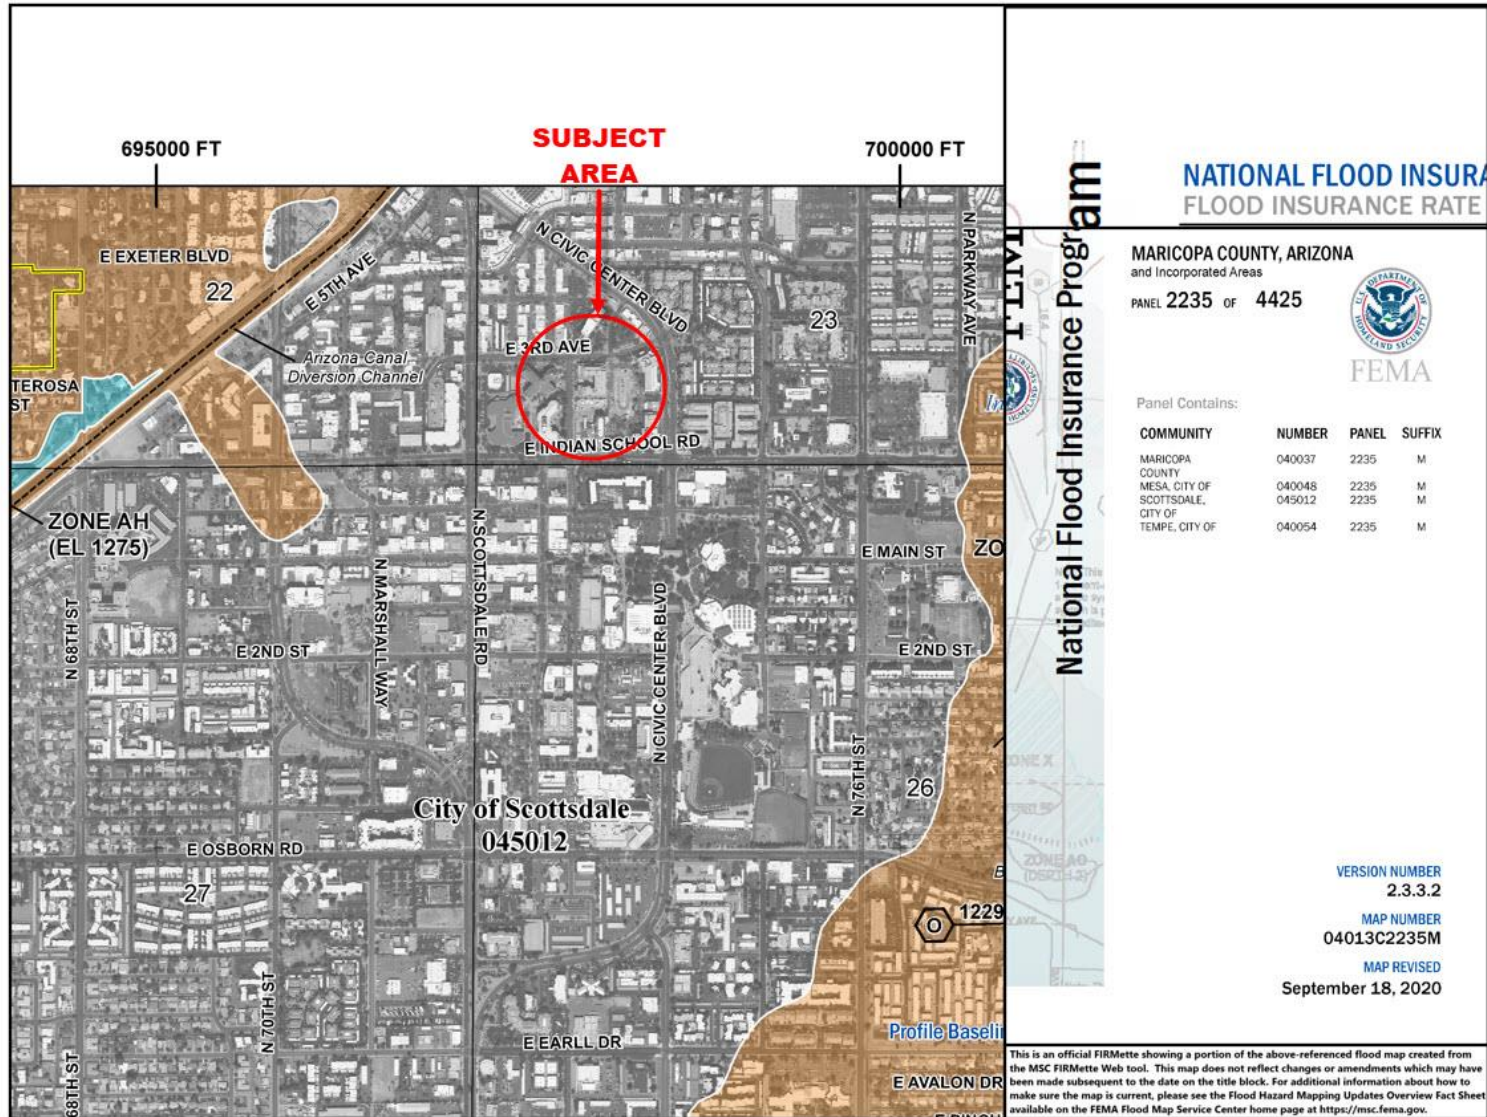 695000 FT
SUBJECT
AREA
700000 FT
E EXETER BLVD
22
E 5TH AVE
N CIVIC CENTER BLVD
N PARKWAY AVE
23
Arizona Canal
Diversion Channel
E 3RD AVE
TEROSA
ST
E INDIAN SCHOOL RD
ZONE AH
(EL 1275)
N SCOTTSDALE RD
E MAIN ST
ZO
N MARSHALL WAY
N 68TH ST
N CIVIC CENTER BLVD
E 2ND ST
E 2ND ST
N 76TH ST
26
City of Scottsdale
045012
E OSBORN RD
27
O
1229
N 70TH ST
E EARLL DR
Profile Baseli
68TH ST
E AVALON DR
National Flood Insurance Program
NATIONAL FLOOD INSURA
FLOOD INSURANCE RATE
MARICOPA COUNTY, ARIZONA
and Incorporated Areas
PANEL 2235 OF 4425
U.S. DEPARTMENT OF
HOMELAND SECURITY
FEMA
Panel Contains:
COMMUNITY NUMBER PANEL SUFFIX
MARICOPA 040037 2235 M
COUNTY
MESA, CITY OF 040048 2235 M
SCOTTSDALE, 045012 2235 M
CITY OF
TEMPE, CITY OF 040054 2235 M
ZONE X
ZONE AO
VERSION NUMBER
2.3.3.2
MAP NUMBER
04013C2235M
MAP REVISED
September 18, 2020
This is an official FIRMette showing a portion of the above-referenced flood map created from
the MSC FIRMette Web tool. This map does not reflect changes or amendments which may have
been made subsequent to the date on the title block. For additional information about how to
make sure the map is current, please see the Flood Hazard Mapping Updates Overview Fact Sheet
available on the FEMA Flood Map Service Center home page at https://msc.fema.gov.